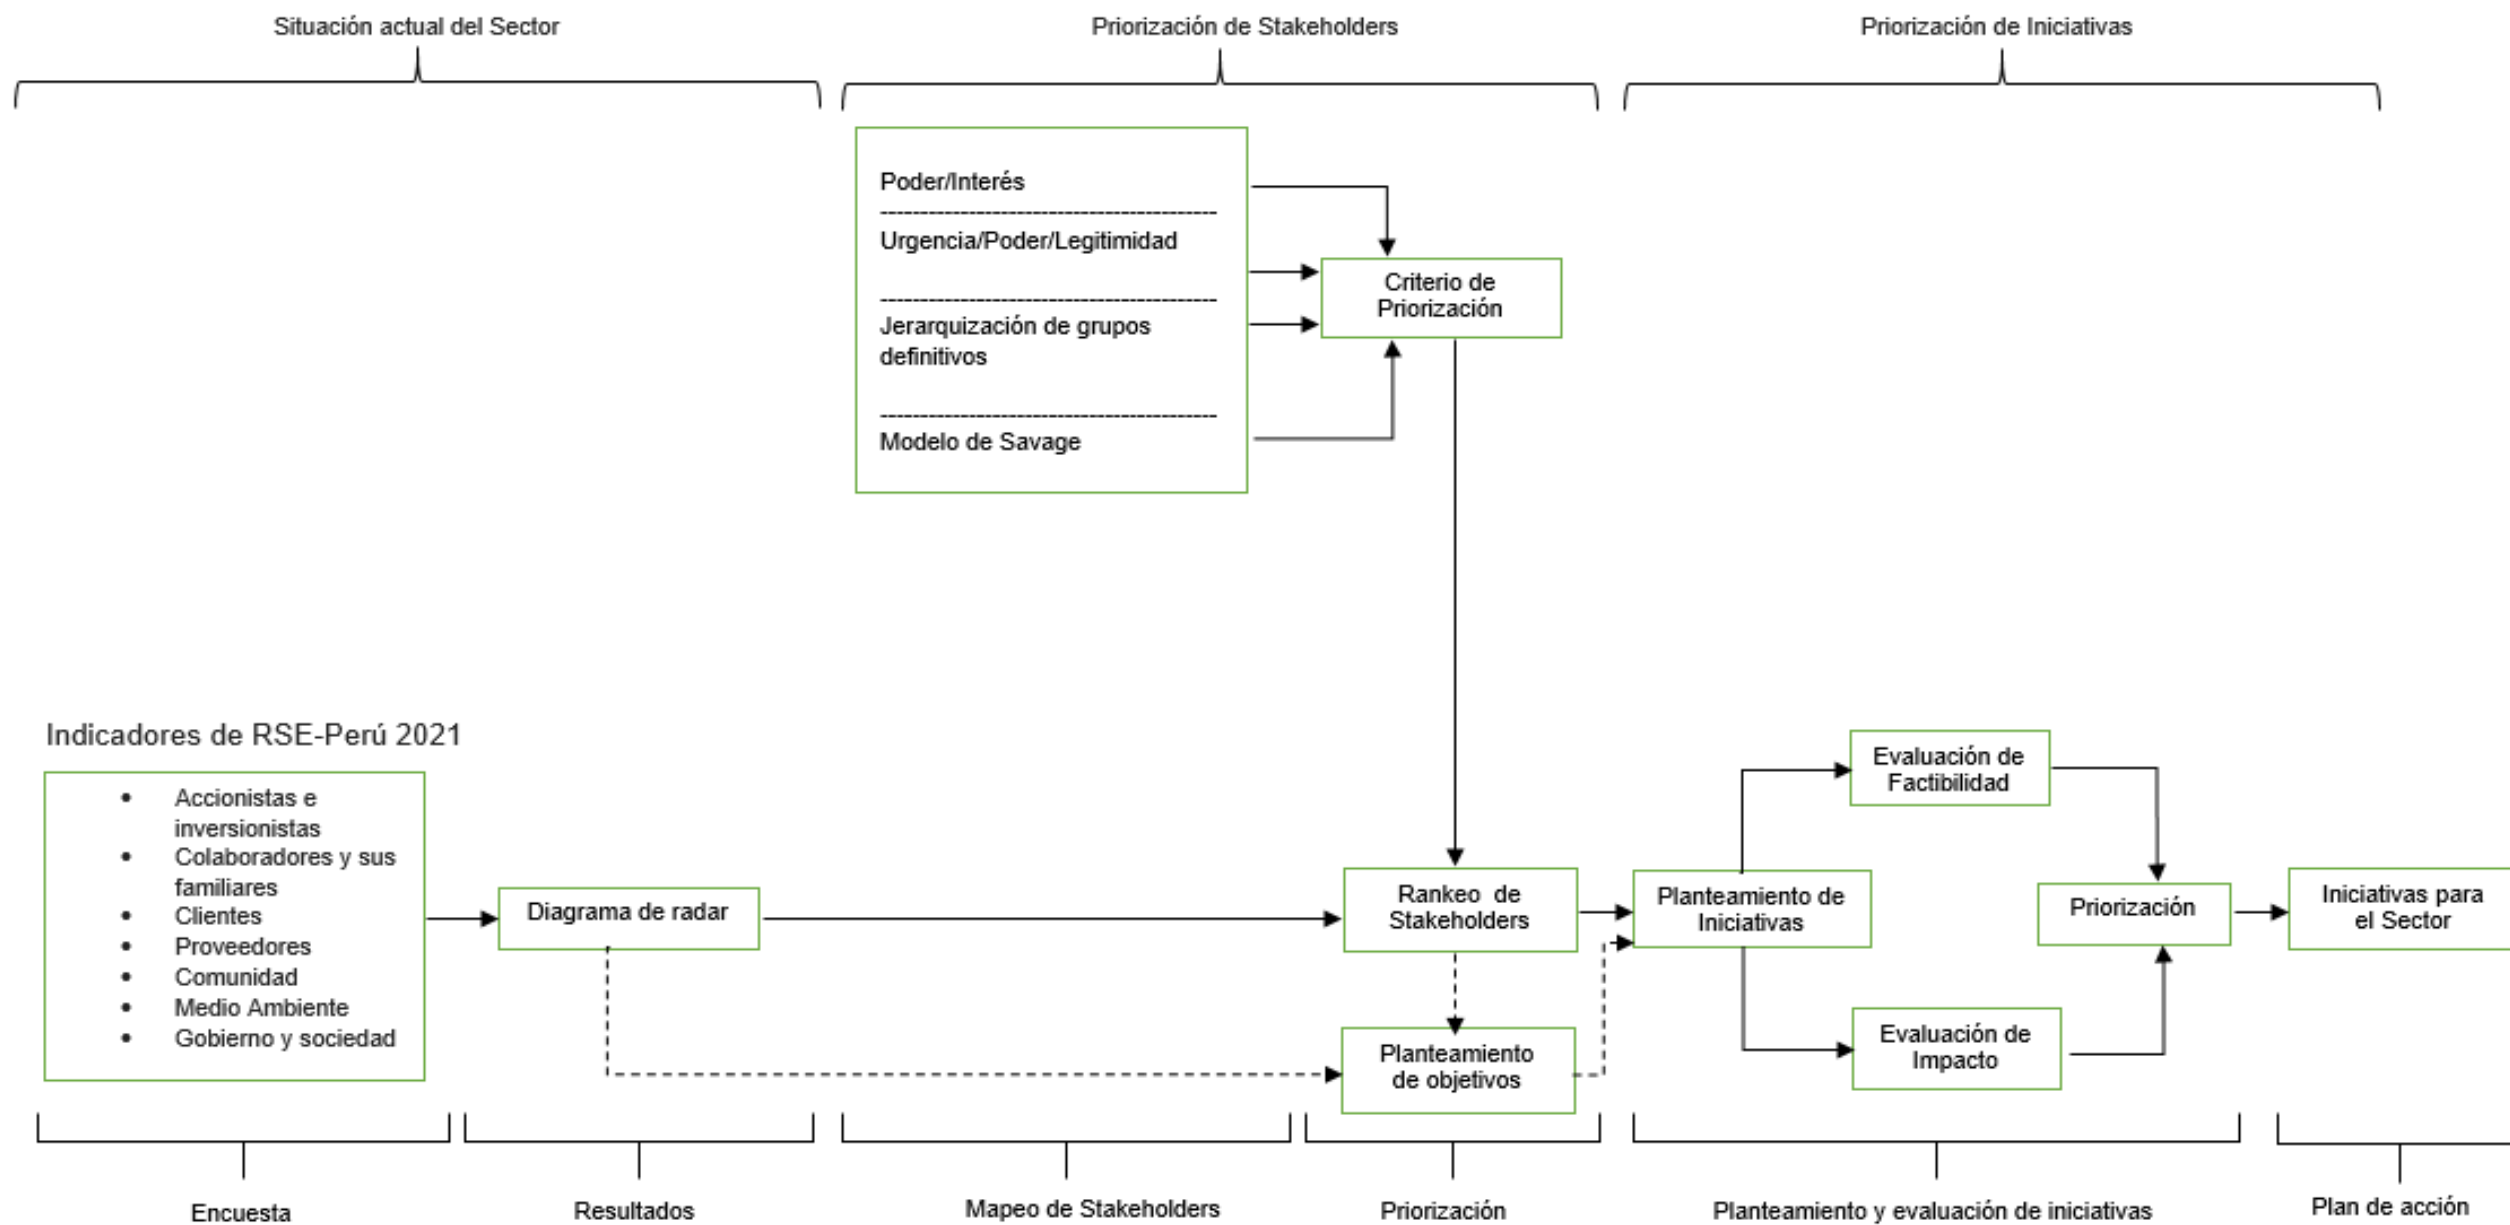 Situación actual del Sector
Priorización de Stakeholders
Priorización de Iniciativas
Poder/Interés
Urgencia/Poder/Legitimidad
Jerarquización de grupos
definitivos
Modelo de Savage
Criterio de
Priorización
Indicadores de RSE-Perú 2021
• Accionistas e
inversionistas
• Colaboradores y sus
familiares
• Clientes
• Proveedores
• Comunidad
• Medio Ambiente
• Gobierno y sociedad
Diagrama de radar
Rankeo de
Stakeholders
Planteamiento
de objetivos
Planteamiento de
Iniciativas
Evaluación de
Factibilidad
Evaluación de
Impacto
Priorización
Iniciativas para
el Sector
Encuesta
Resultados
Mapeo de Stakeholders
Priorización
Planteamiento y evaluación de iniciativas
Plan de acción